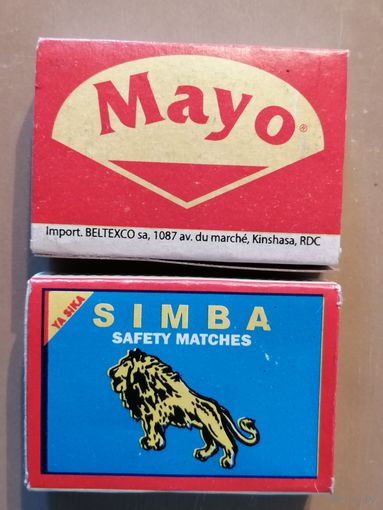 Mayo®
Import. BELTEXCO sa, 1087 av. du marché, Kinshasa, RDC
YA SIKA
SIMBA
SAFETY MATCHES